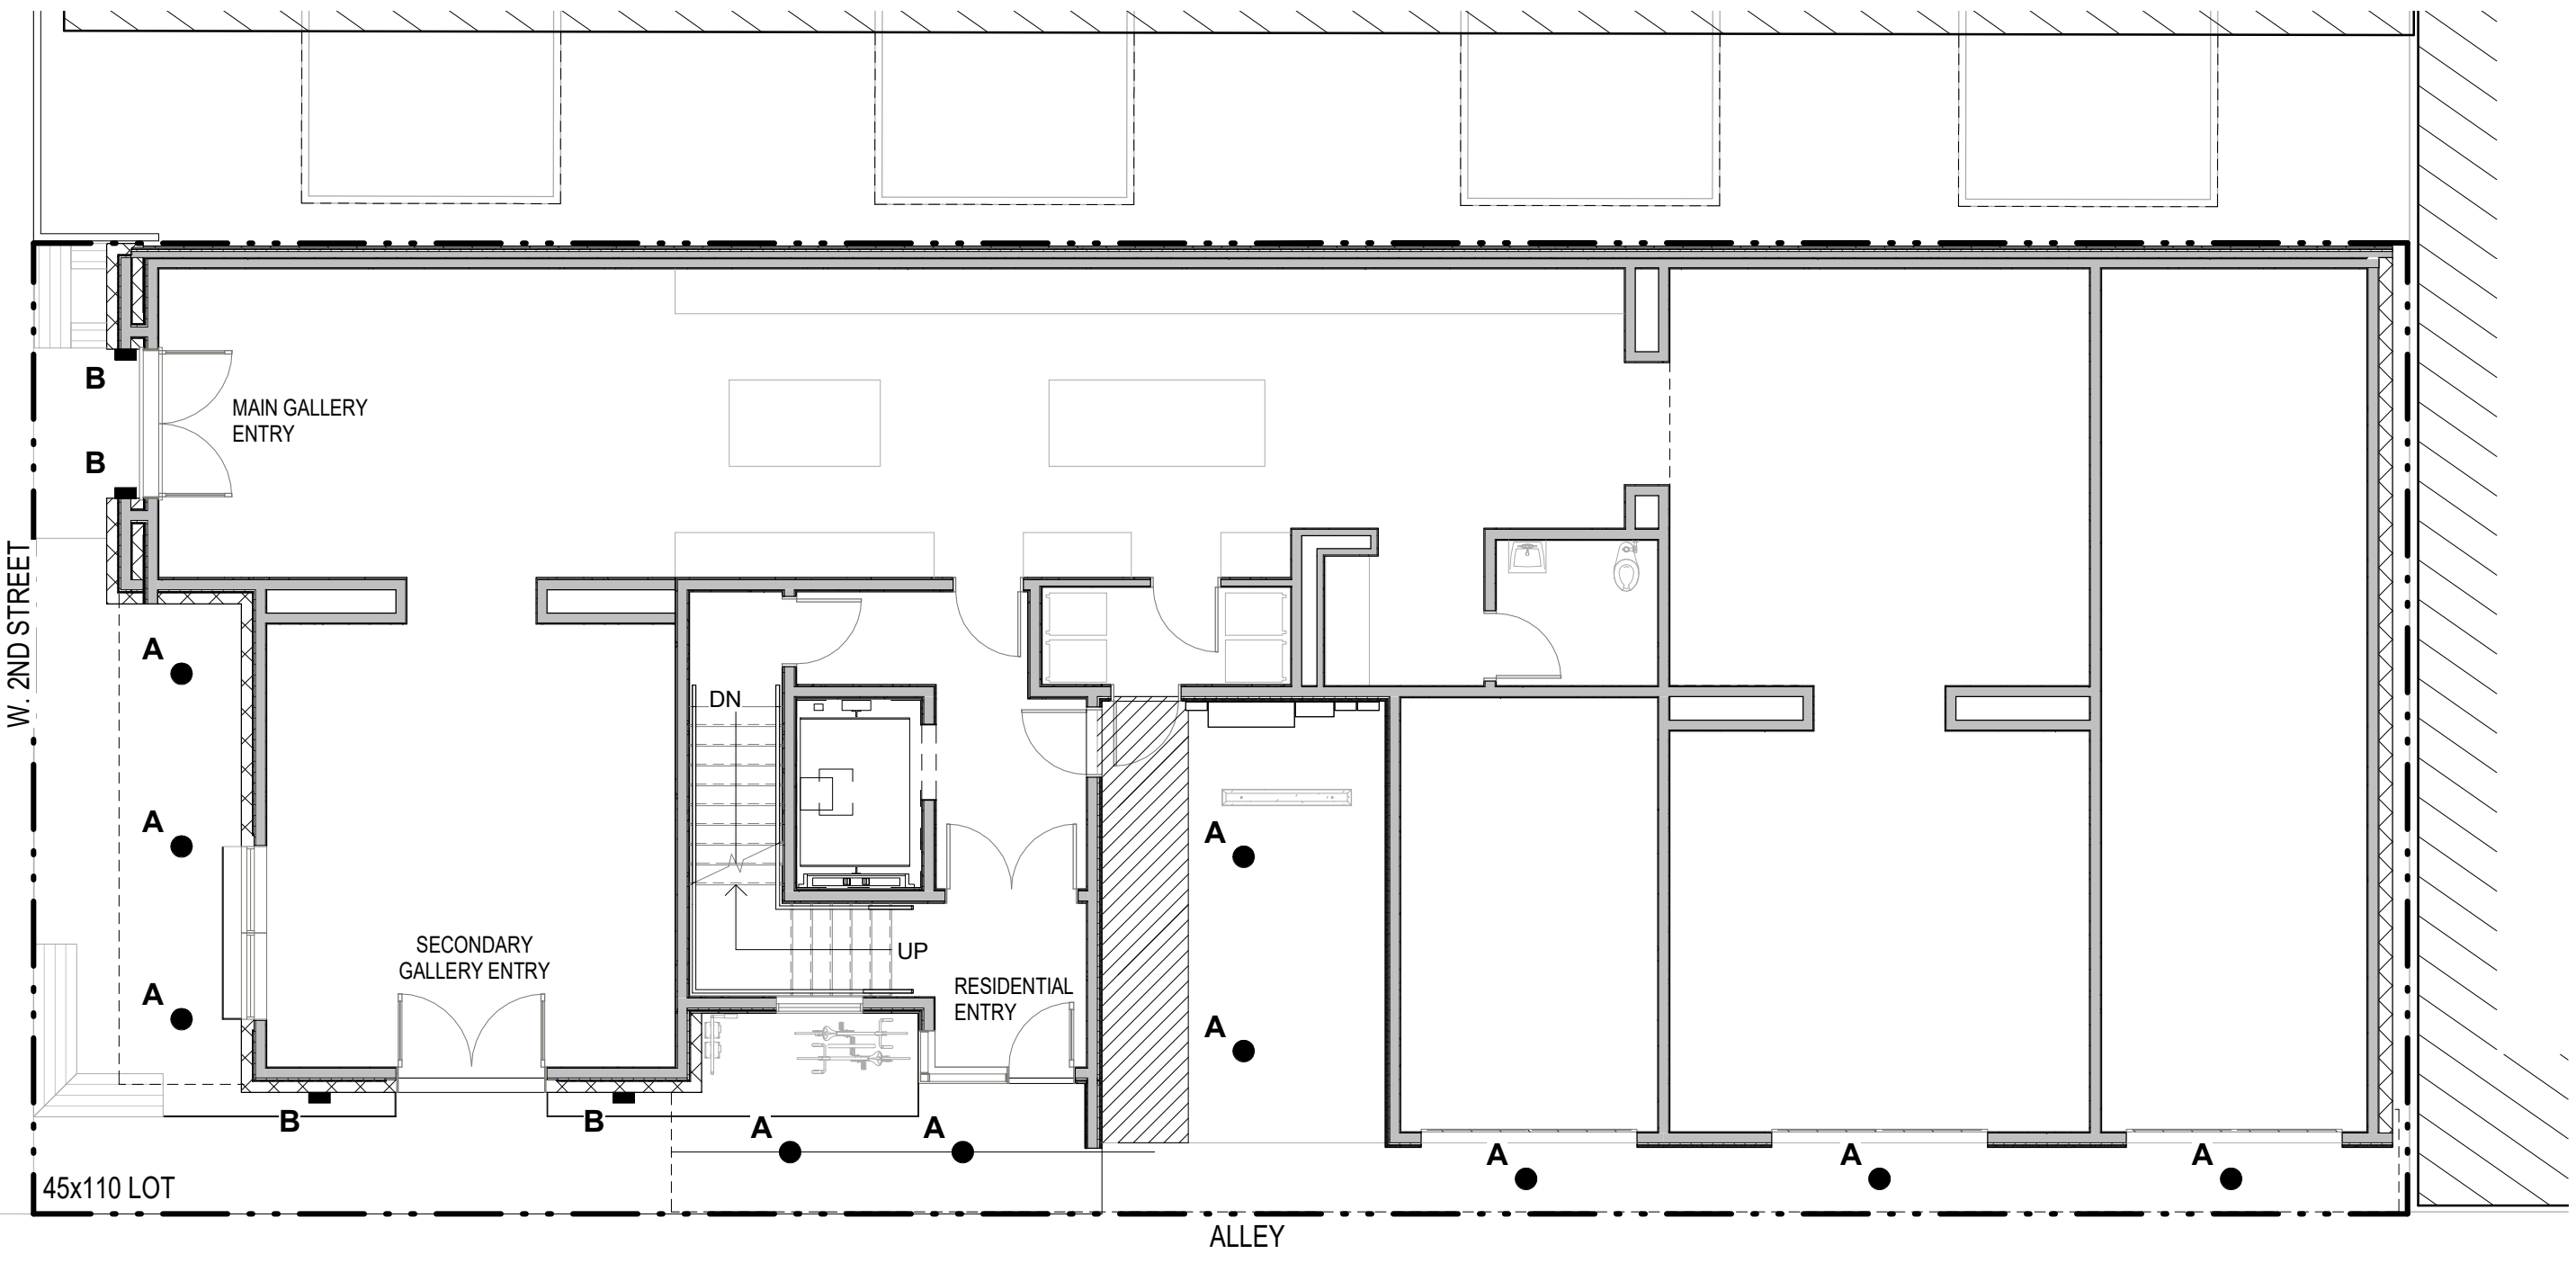 B
MAIN GALLERY
ENTRY
B
W. 2ND STREET
A
DN
A
A
SECONDARY
GALLERY ENTRY
UP
RESIDENTIAL
ENTRY
A
A
A
B
B
A
A
A
A
A
45x110 LOT
ALLEY